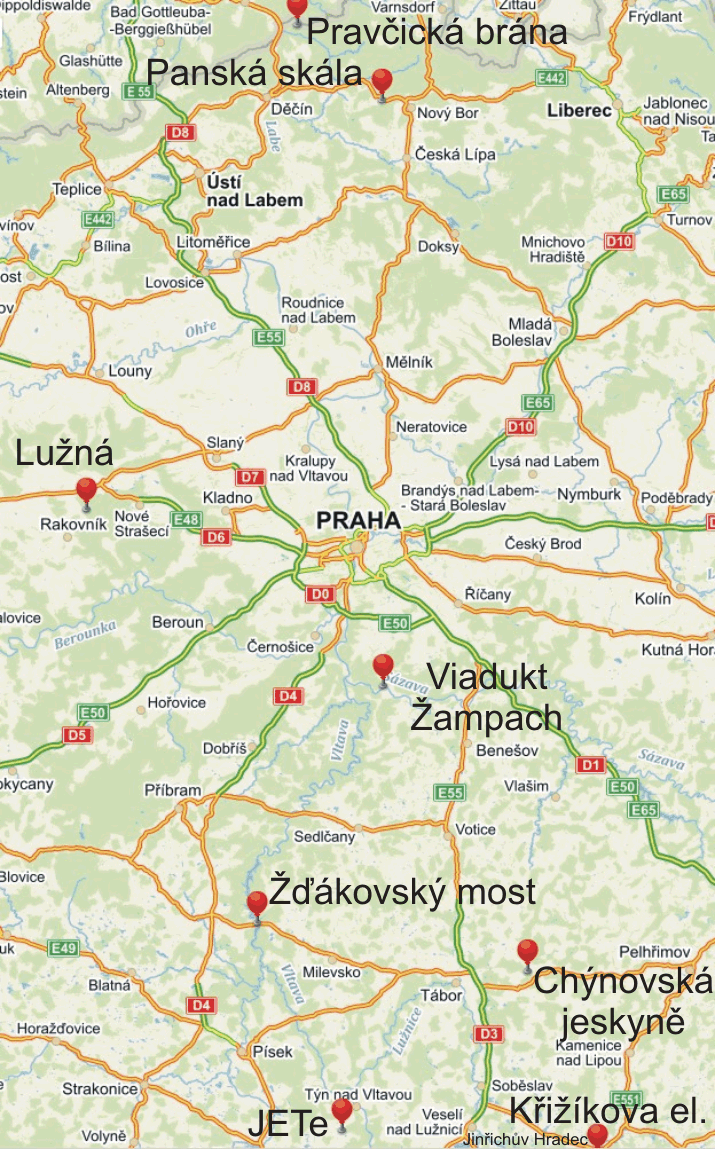 ippoldiswalde
Bad Gottleuba-
-Berggießhübel
Varnsdorf
Zittau
Frýdlant
Pravčická brána
Glashütte
Panská skála
E442
Altenberg
E 55
Děčín
Nový Bor
Liberec
Jablonec
nad Nisou
D8
Labe
Česká Lípa
Teplice
Ústí
nad Labem
E65
Turnov
E442
Bílina
Litoměřice
Doksy
Mnichovo
Hradiště
D10
Lovosice
Roudnice
nad Labem
Ohře
E55
Mladá
Boleslav
Mělník
Louny
D8
E65
Neratovice
D10
Slaný
Lužná
Kralupy
nad Vltavou
Lysá nad Labem
D7
Kladno
Brandýs nad Labem-
- Stará Boleslav
Nymburk
Poděbrady
Rakovník
Nové
Strašecí
E48
D6
PRAHA
Český Brod
D0
Říčany
Kolín
Beroun
Berounka
E50
Černošice
Kutná Hora
Viadukt
Žampach
Sázava
D4
Hořovice
E50
D5
Vltava
Dobříš
Benešov
Sázava
D1
Příbram
E55
Vlašim
E50
E65
Sedlčany
Votice
Blovice
Žďákovský most
E49
Pelhřimov
Milevsko
Chýnovská
jeskyně
Blatná
Vltava
Tábor
D4
Lužnice
D3
Horažďovice
Kamenice
nad Lipou
Písek
Strakonice
Týn nad Vltavou
Soběslav
E551
JETe
Veselí
nad Lužnicí
Křižíkova el.
Volyně
Jinřichův Hradec